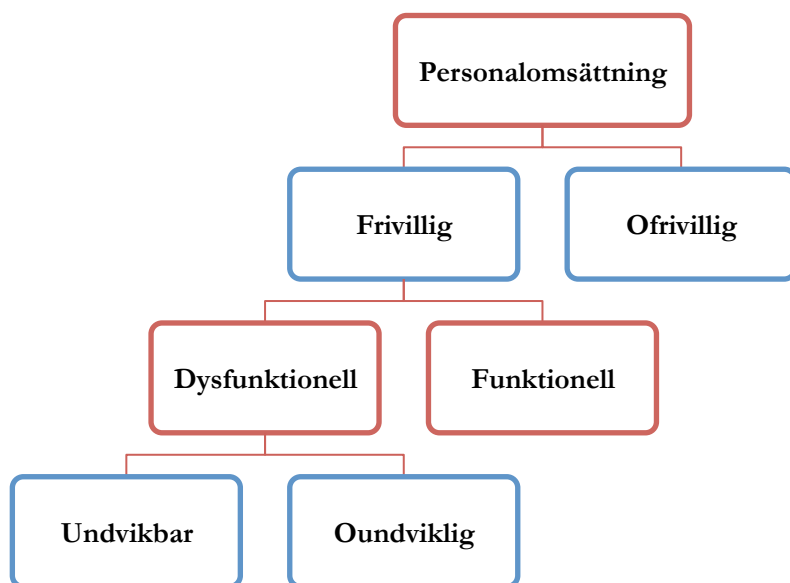 Personalomsättning
Frivillig
Ofrivillig
Dysfunktionell
Funktionell
Undvikbar
Oundviklig